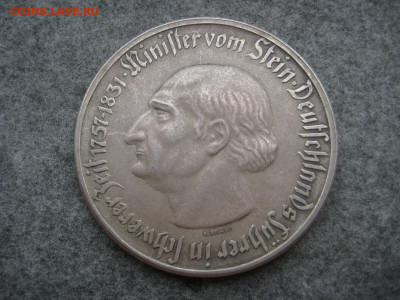 COINS.LAVE.RU
Minister vom Stein · Deutschlands Führer in schwerer Zeit 1757-1831 ·